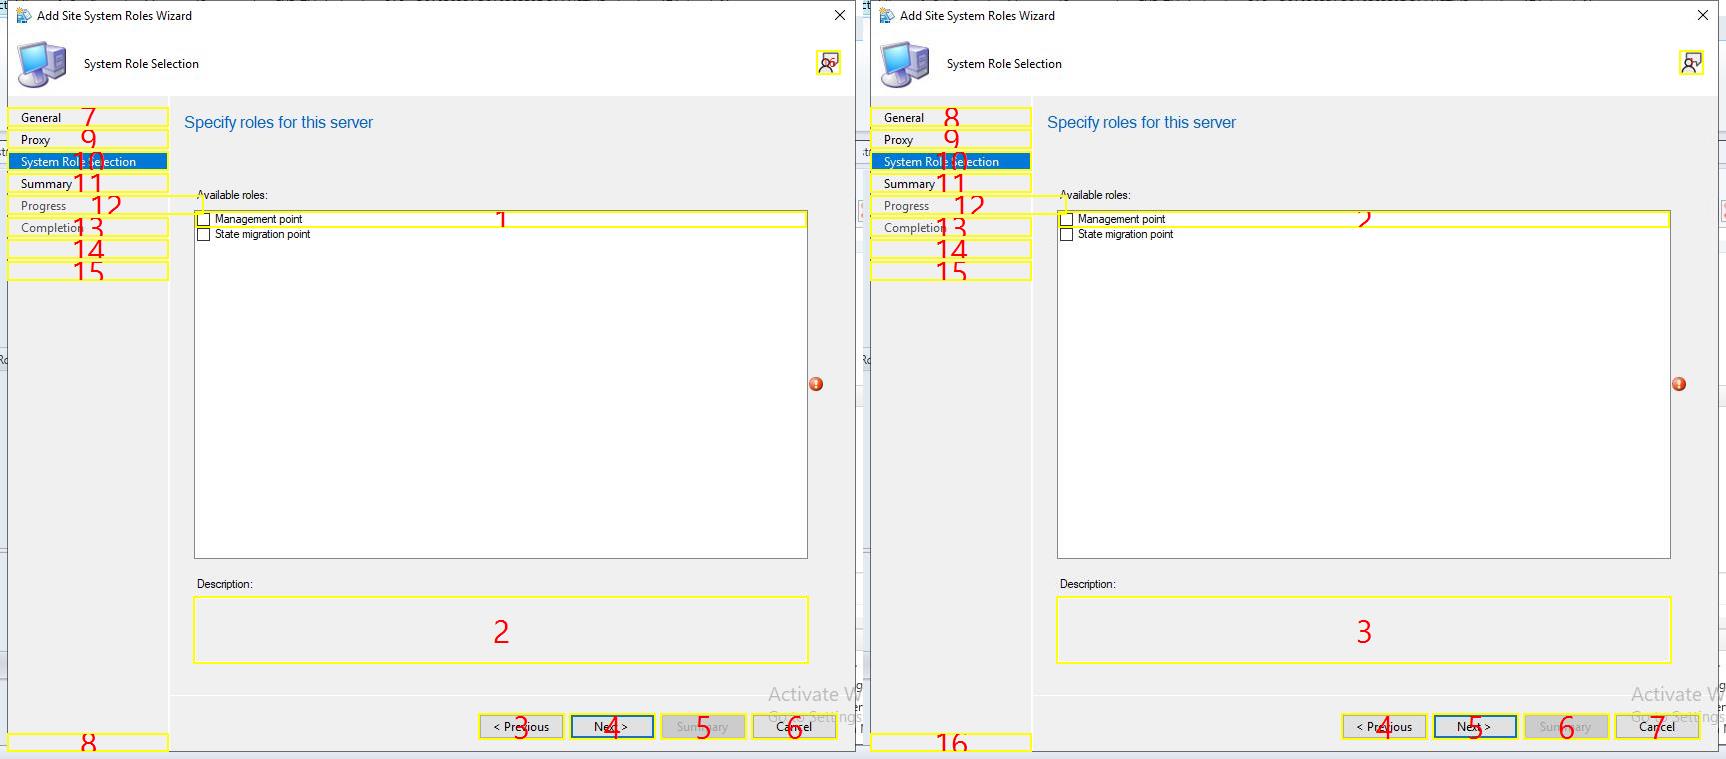 Add Site System Roles Wizard
System Role Selection
16
General 7
Proxy 9
System Role Selection 10
Summary 11
Progress 12
Completion 13
14
15
8
Specify roles for this server
Available roles:
Management point 1
State migration point
Description:
2
Activate W
Go to Settings
< Previous 3
Next > 4
Summary 5
Cancel 6
Add Site System Roles Wizard
System Role Selection
1
General 8
Proxy 9
System Role Selection 10
Summary 11
Progress 12
Completion 13
14
15
16
Specify roles for this server
Available roles:
Management point 2
State migration point
Description:
3
Activate W
Go to Settings
< Previous 4
Next > 5
Summary 6
Cancel 7